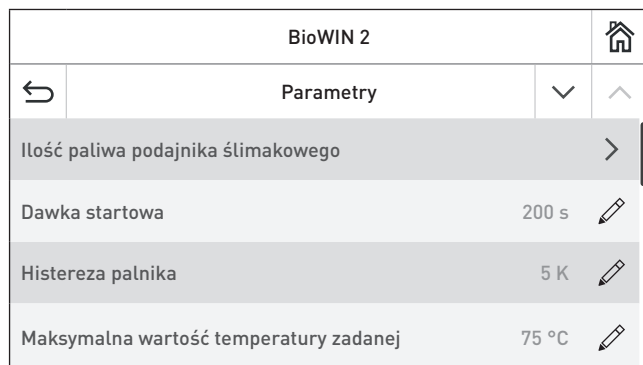 BioWIN 2
Parametry
Ilość paliwa podajnika ślimakowego
Dawka startowa 200 s
Histereza palnika 5 K
Maksymalna wartość temperatury zadanej 75 °C